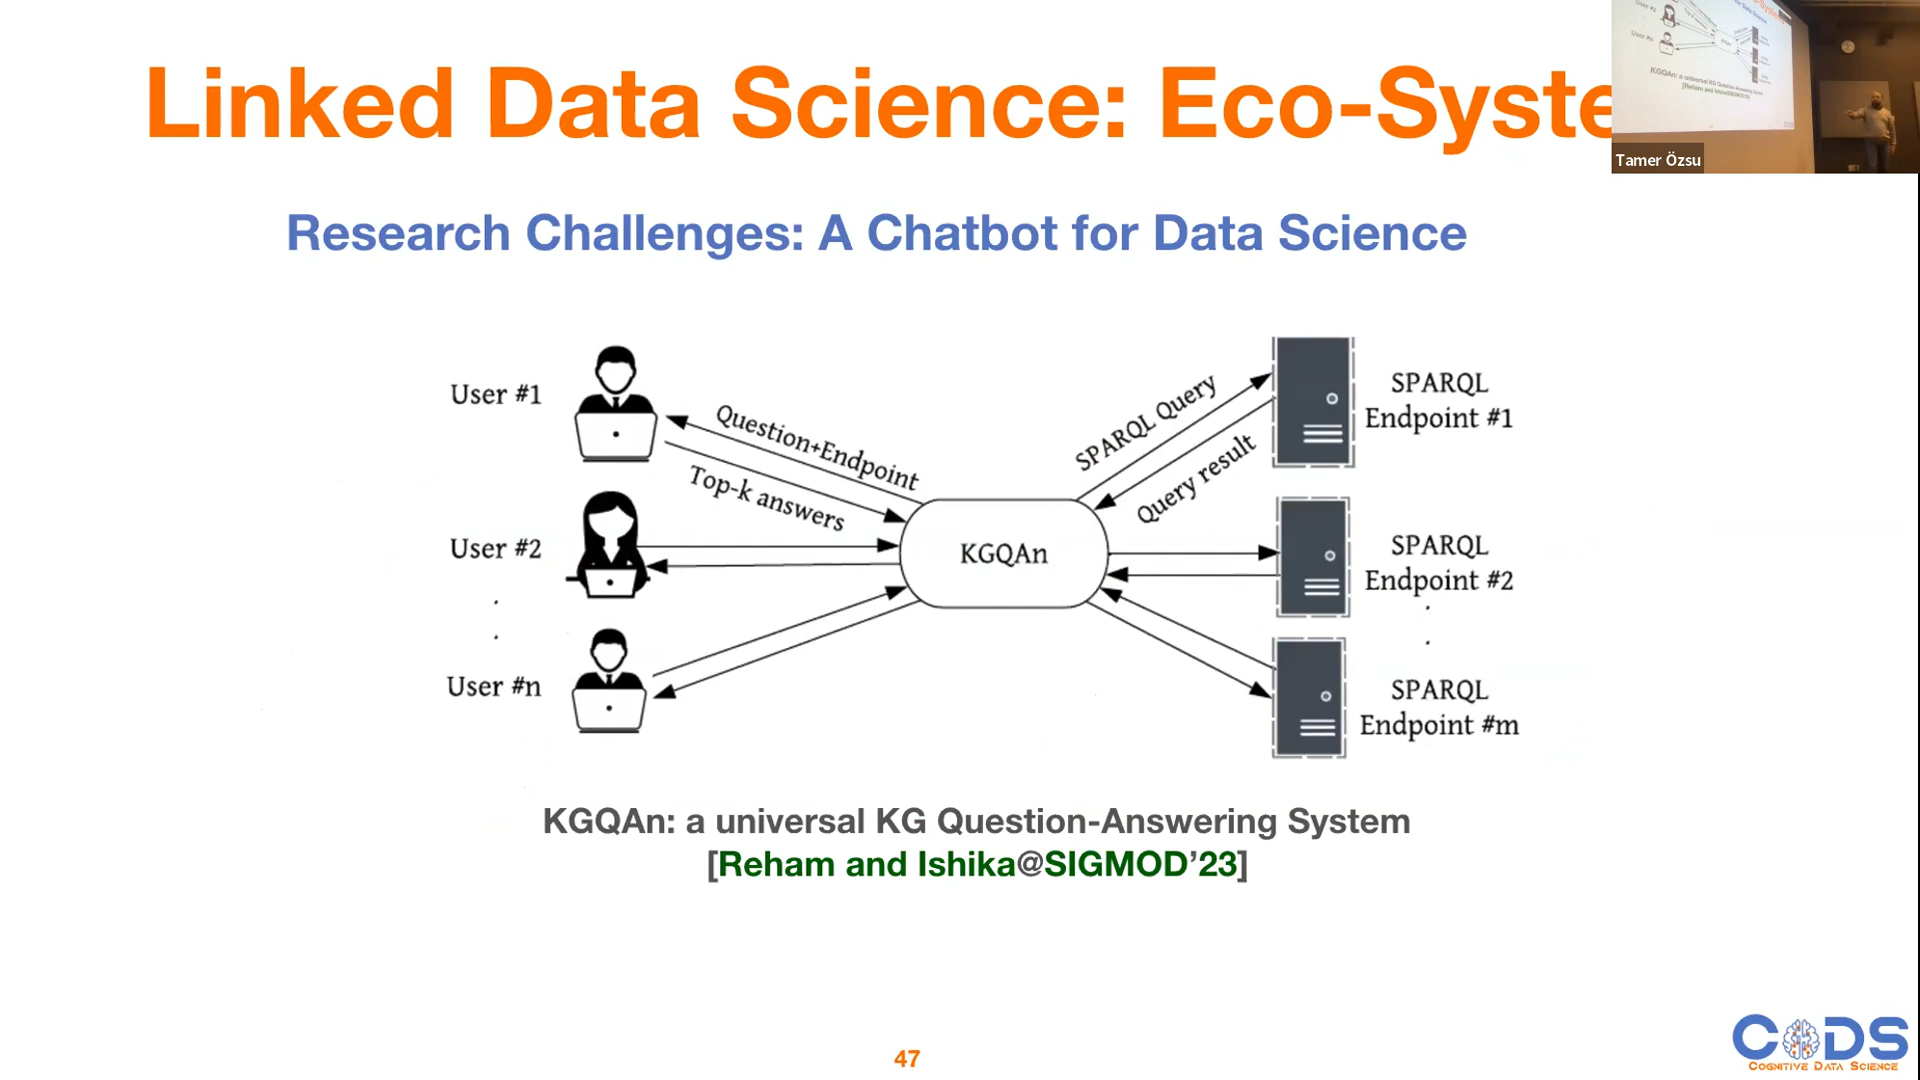 Linked Data Science: Eco-Syste
Tamer Özsu
Research Challenges: A Chatbot for Data Science
User #1
Question+Endpoint
Top-k answers
SPARQL Query
Query result
SPARQL
Endpoint #1
User #2
KGQAn
SPARQL
Endpoint #2
User #n
SPARQL
Endpoint #m
KGQAn: a universal KG Question-Answering System
[Reham and Ishika@SIGMOD’23]
47
CODS
COGNITIVE DATA SCIENCE